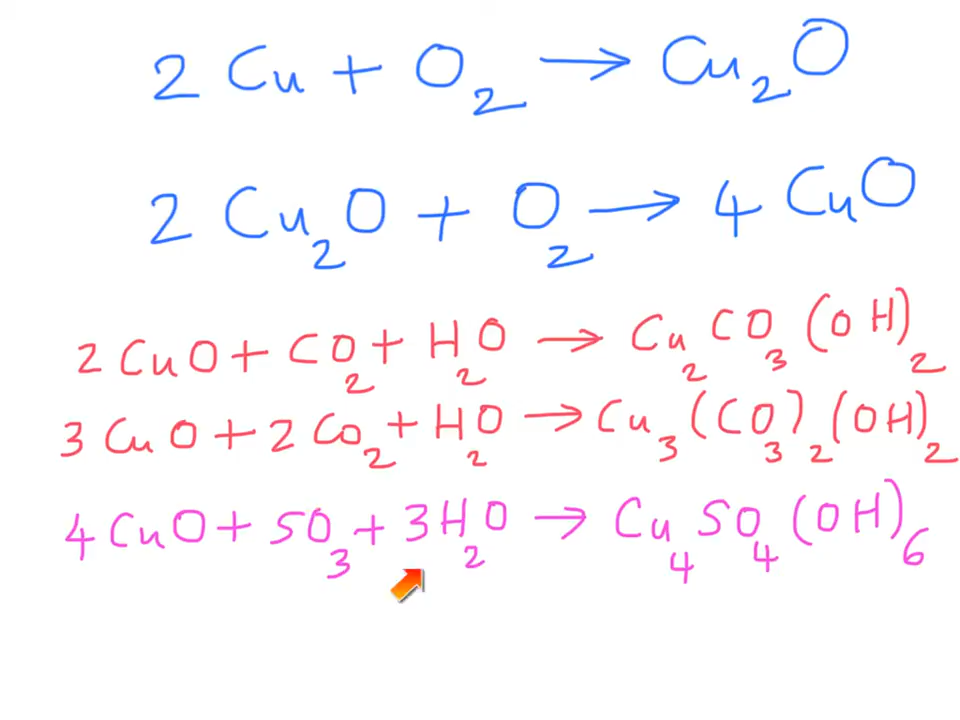 2 Cu + O₂ → Cu₂O
2 Cu₂O + O₂ → 4 CuO
2 CuO + CO₂ + H₂O → Cu₂CO₃(OH)₂
3 CuO + 2 CO₂ + H₂O → Cu₃(CO₃)₂(OH)₂
4 CuO + SO₃ + 3 H₂O → Cu₄SO₄(OH)₆